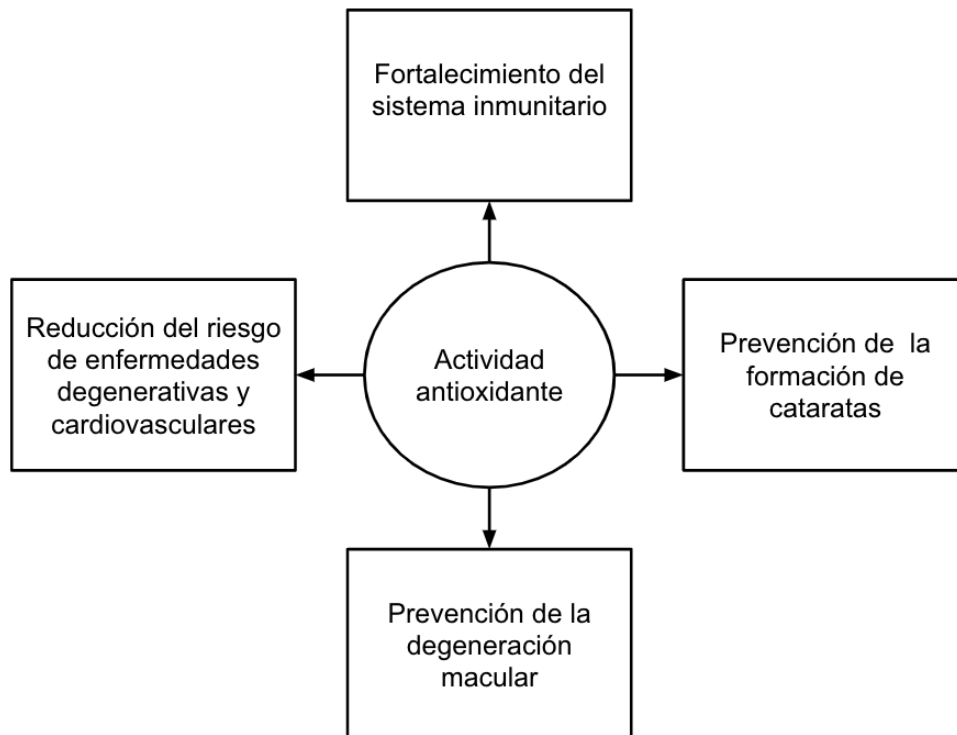 Fortalecimiento del
sistema inmunitario
Reducción del riesgo
de enfermedades
degenerativas y
cardiovasculares
Actividad
antioxidante
Prevención de  la
formación de
cataratas
Prevención de la
degeneración
macular